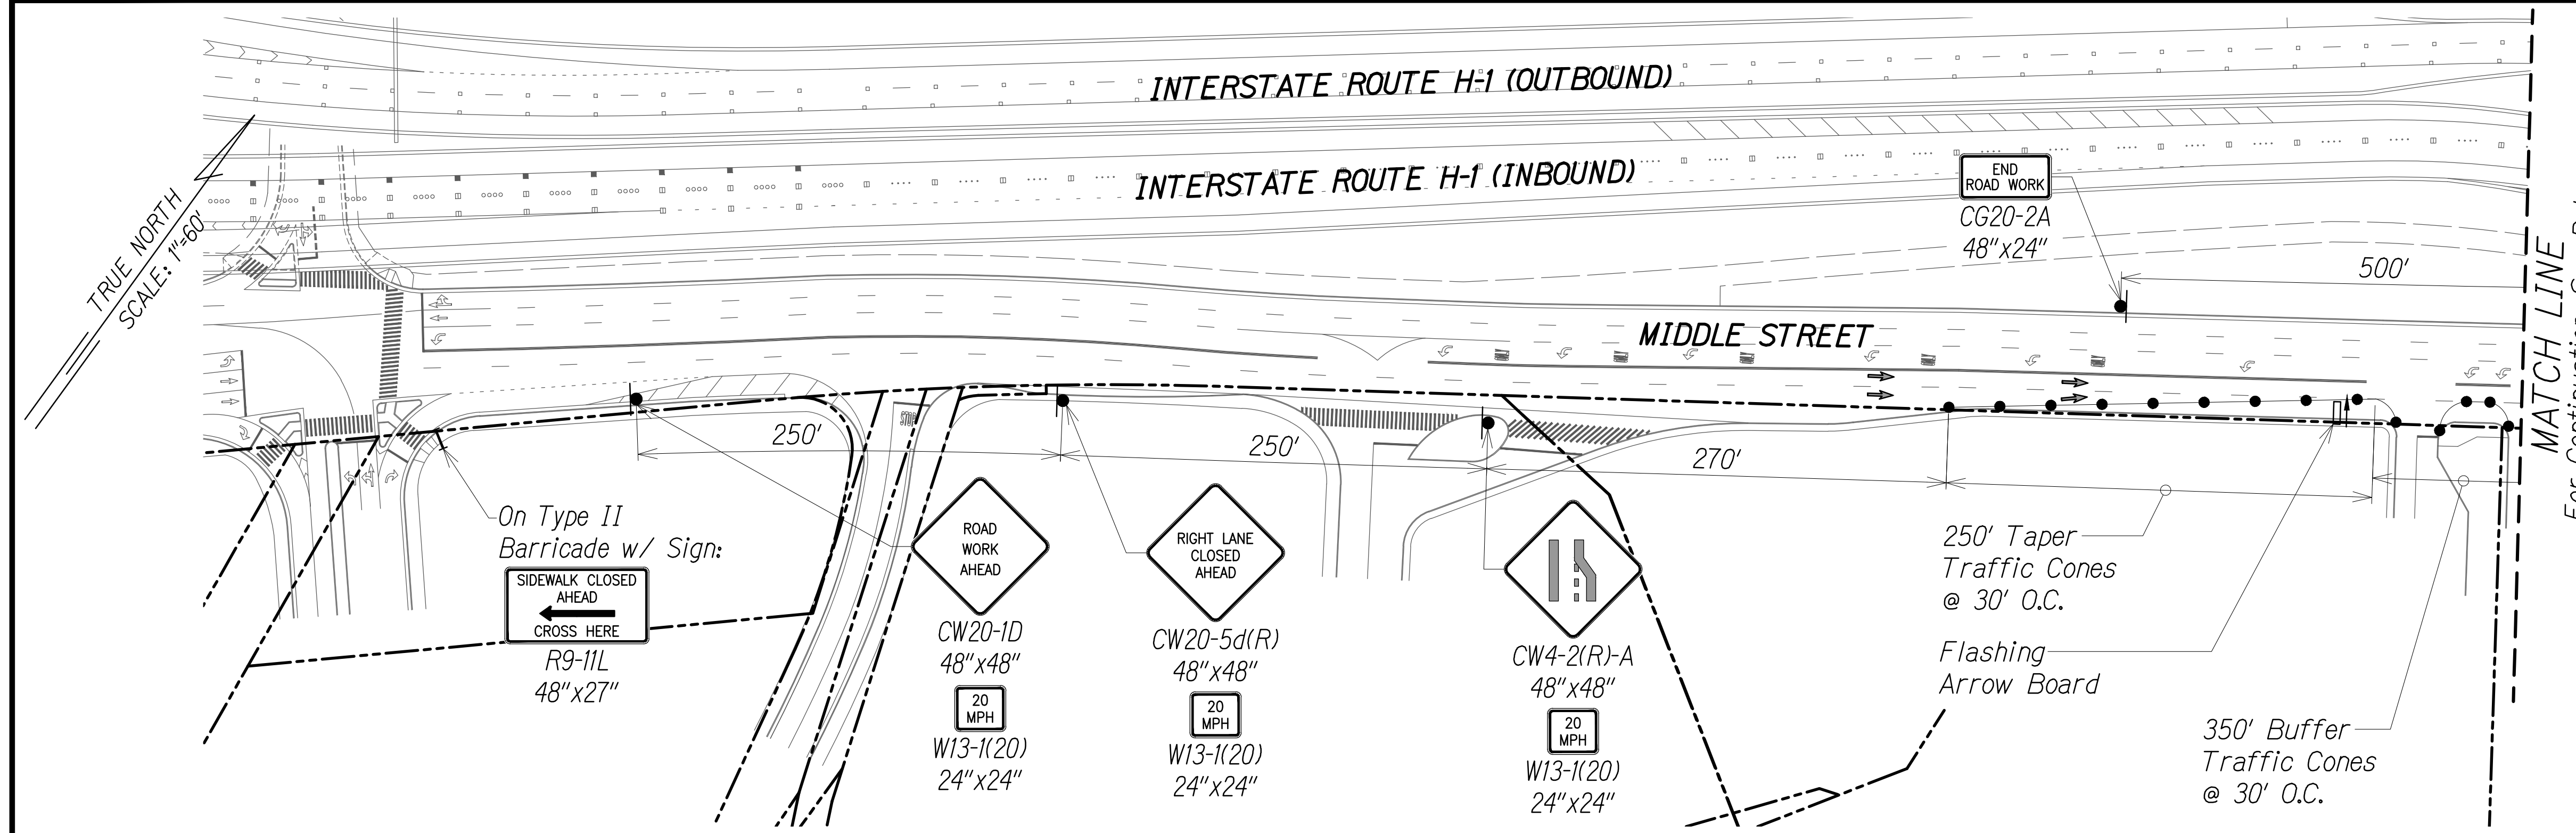 INTERSTATE ROUTE H-1 (OUTBOUND)
INTERSTATE ROUTE H-1 (INBOUND)
TRUE NORTH
SCALE: 1"=60'
END
ROAD WORK
CG20-2A
48"x24"
500'
MIDDLE STREET
MATCH LINE
For Continuation
STOP
250'
250'
270'
On Type II
Barricade w/ Sign:
SIDEWALK CLOSED
AHEAD
CROSS HERE
R9-11L
48"x27"
ROAD
WORK
AHEAD
CW20-1D
48"x48"
20
MPH
W13-1(20)
24"x24"
RIGHT LANE
CLOSED
AHEAD
CW20-5d(R)
48"x48"
20
MPH
W13-1(20)
24"x24"
CW4-2(R)-A
48"x48"
20
MPH
W13-1(20)
24"x24"
250' Taper
Traffic Cones
@ 30' O.C.
Flashing
Arrow Board
350' Buffer
Traffic Cones
@ 30' O.C.